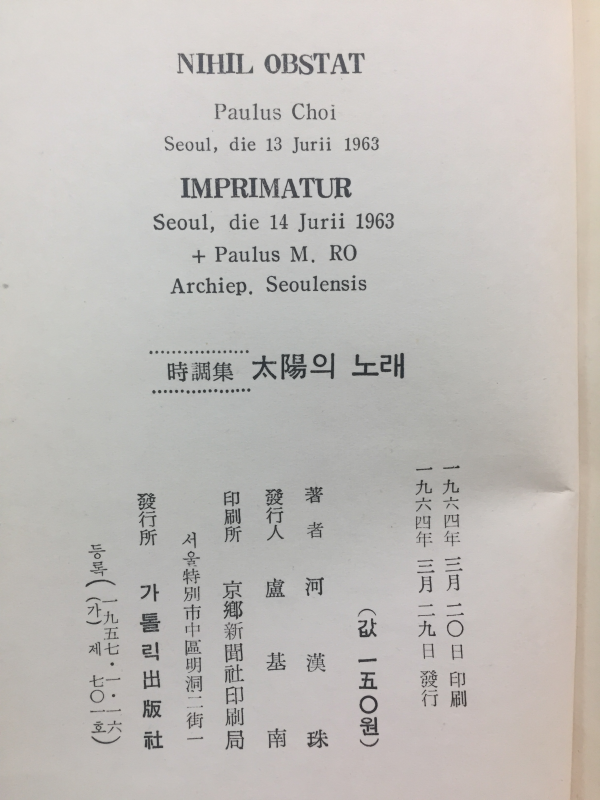 NIHIL OBSTAT
Paulus Choi
Seoul, die 13 Jurii 1963
IMPRIMATUR
Seoul, die 14 Jurii 1963
+ Paulus M. RO
Archiep. Seoulensis
時調集 太陽의 노래
一九六四年 三月 二〇日 印刷
一九六四年 三月 二九日 發行
(값 一五〇원)
著者 河漢珠
發行人 盧基南
印刷所 京鄕新聞社印刷局
서울特別市中區明洞二街一
發行所 가톨릭出版社
등록 (一九五七·一·一六
(가) 제 七〇一호)